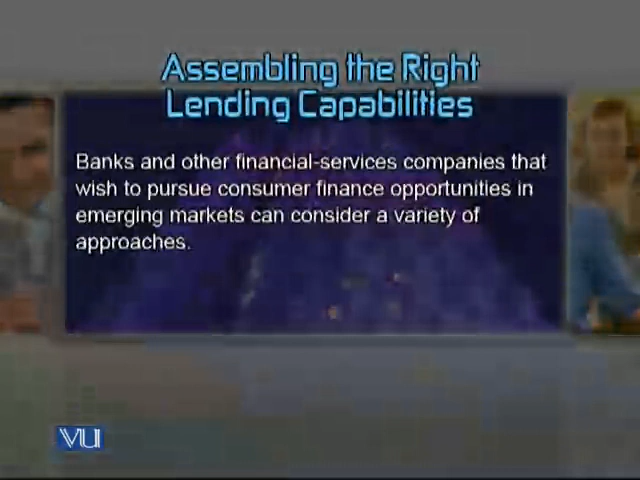 Assembling the Right
Lending Capabilities
Banks and other financial-services companies that
wish to pursue consumer finance opportunities in
emerging markets can consider a variety of
approaches.
VU